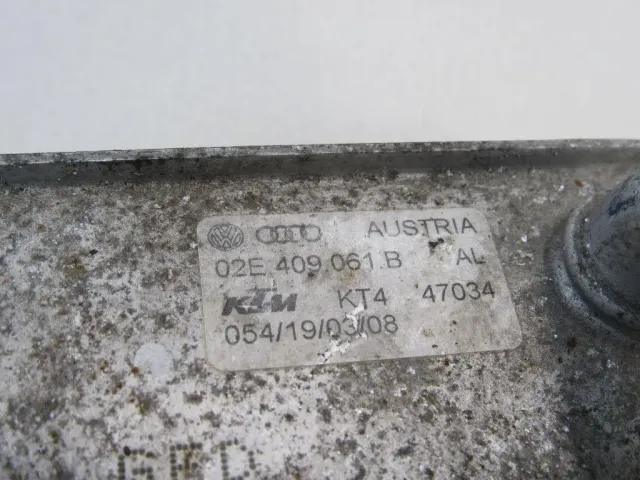 AUSTRIA
02E 409 061 B AL
KTM KT4 47034
054/19/03/08